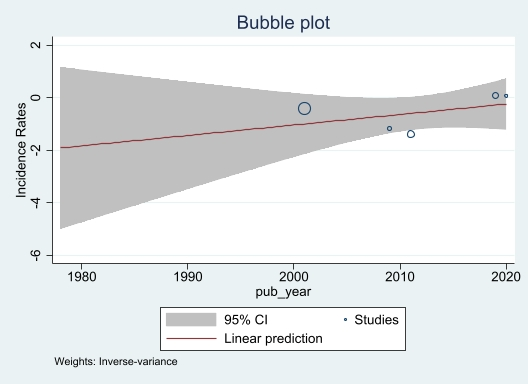 Bubble plot
2
0
-2
-4
-6
Incidence Rates
1980
1990
2000
2010
2020
pub_year
95% CI
Studies
Linear prediction
Weights: Inverse-variance